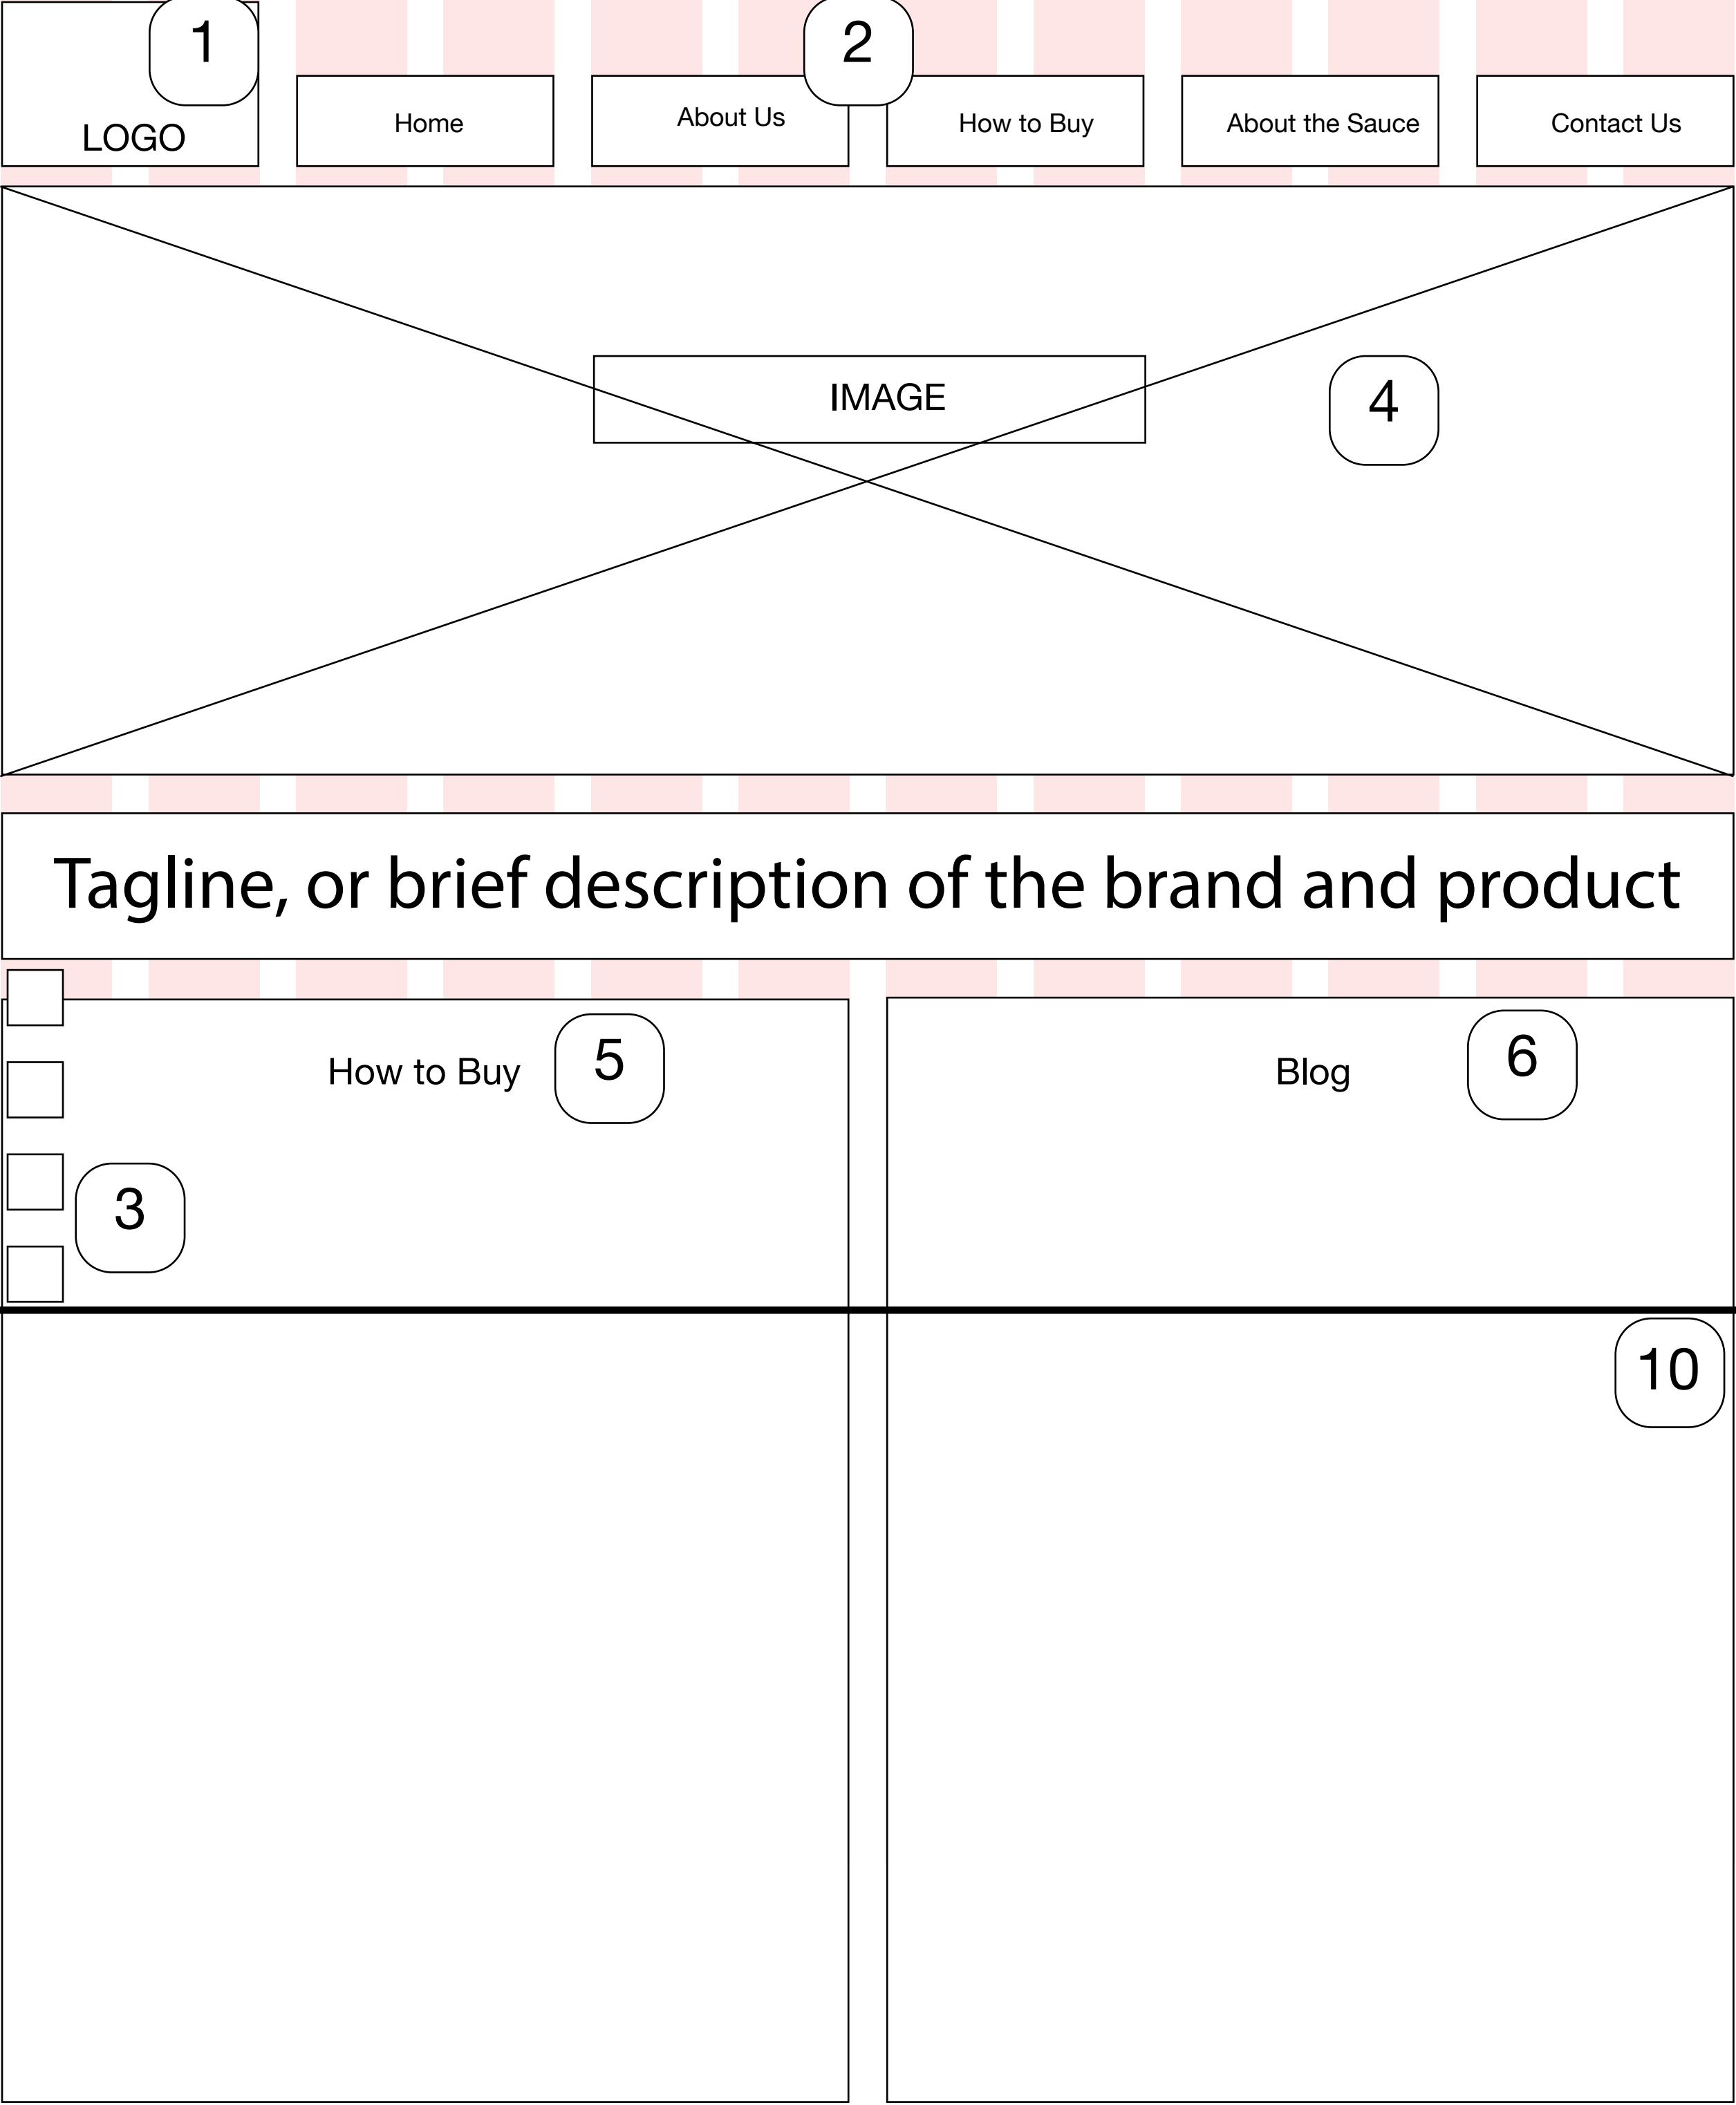 1
2
LOGO
Home
About Us
How to Buy
About the Sauce
Contact Us
IMAGE
4
Tagline, or brief description of the brand and product
How to Buy
5
Blog
6
3
10